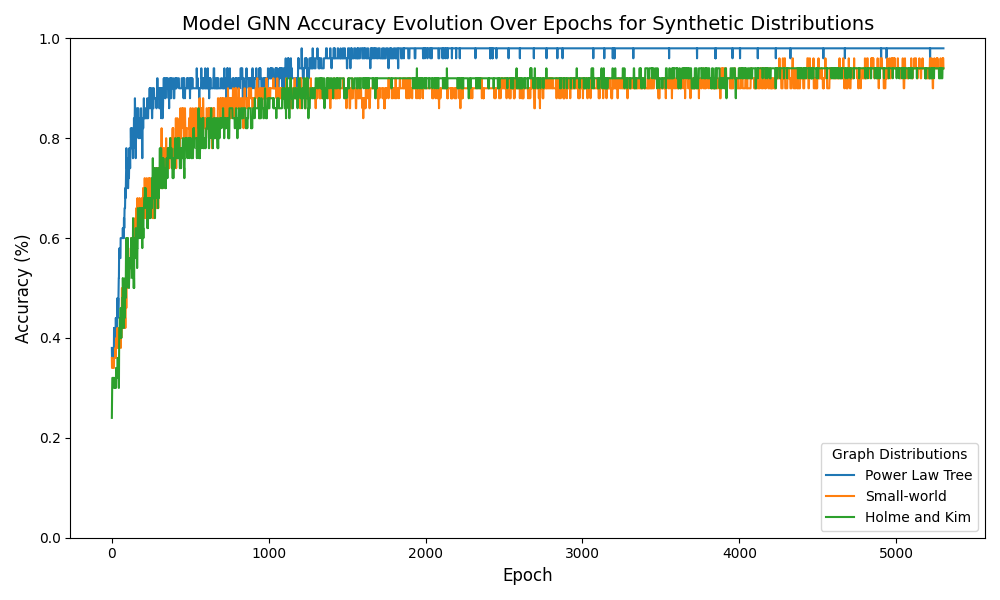 Model GNN Accuracy Evolution Over Epochs for Synthetic Distributions
1.0
0.8
0.6
0.4
0.2
0.0
Accuracy (%)
0 1000 2000 3000 4000 5000
Epoch
Graph Distributions
Power Law Tree
Small-world
Holme and Kim